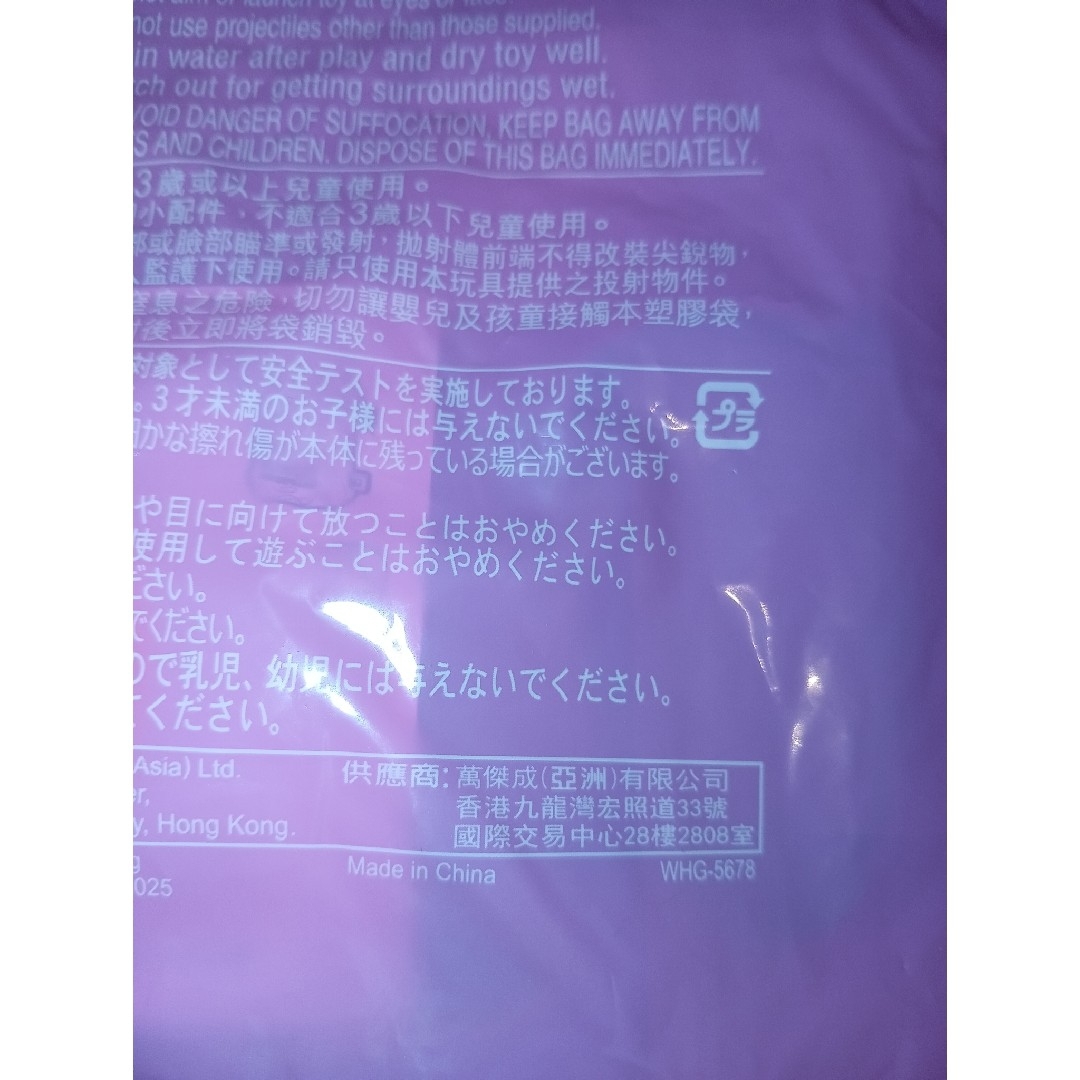 not aim or launch toy at eyes or face.
not use projectiles other than those supplied.
in water after play and dry toy well.
ch out for getting surroundings wet.
VOID DANGER OF SUFFOCATION, KEEP BAG AWAY FROM
S AND CHILDREN. DISPOSE OF THIS BAG IMMEDIATELY.
3歲或以上兒童使用。
小配件，不適合3歲以下兒童使用。
部或臉部瞄準或發射，拋射體前端不得改裝尖銳物，
監護下使用。請只使用本玩具提供之投射物件。
窒息之危險，切勿讓嬰兒及孩童接觸本塑膠袋，
後立即將袋銷毀。
対象として安全テストを実施しております。
。3才未満のお子様には与えないでください。
プラ
細かな擦れ傷が本体に残っている場合がございます。
や目に向けて放つことはおやめください。
使用して遊ぶことはおやめください。
ださい。
でください。
ので乳児、幼児には与えないでください。
てください。
Asia) Ltd.
er,
y, Hong Kong.
供應商: 萬傑成(亞洲)有限公司
香港九龍灣宏照道33號
國際交易中心28樓2808室
g
025
Made in China
WHG-5678